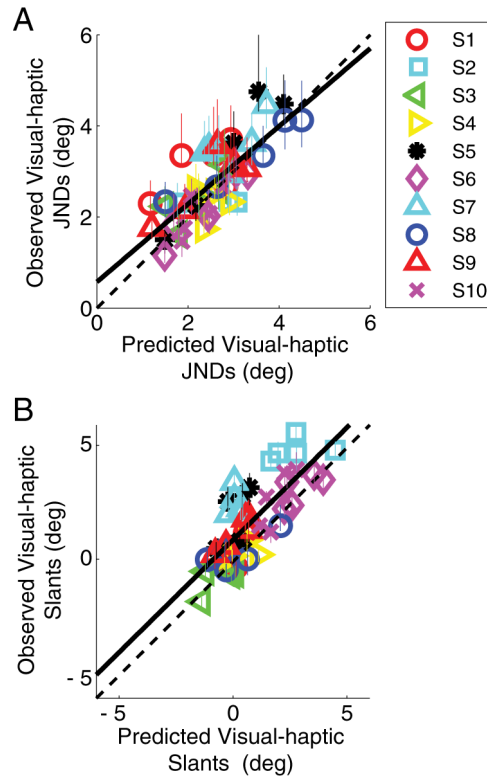 A
6
4
2
0
Observed Visual-haptic
JNDs (deg)
0
2
4
6
Predicted Visual-haptic
JNDs (deg)
S1
S2
S3
S4
S5
S6
S7
S8
S9
S10
B
5
0
- 5
Observed Visual-haptic
Slants (deg)
- 5
0
5
Predicted Visual-haptic
Slants (deg)